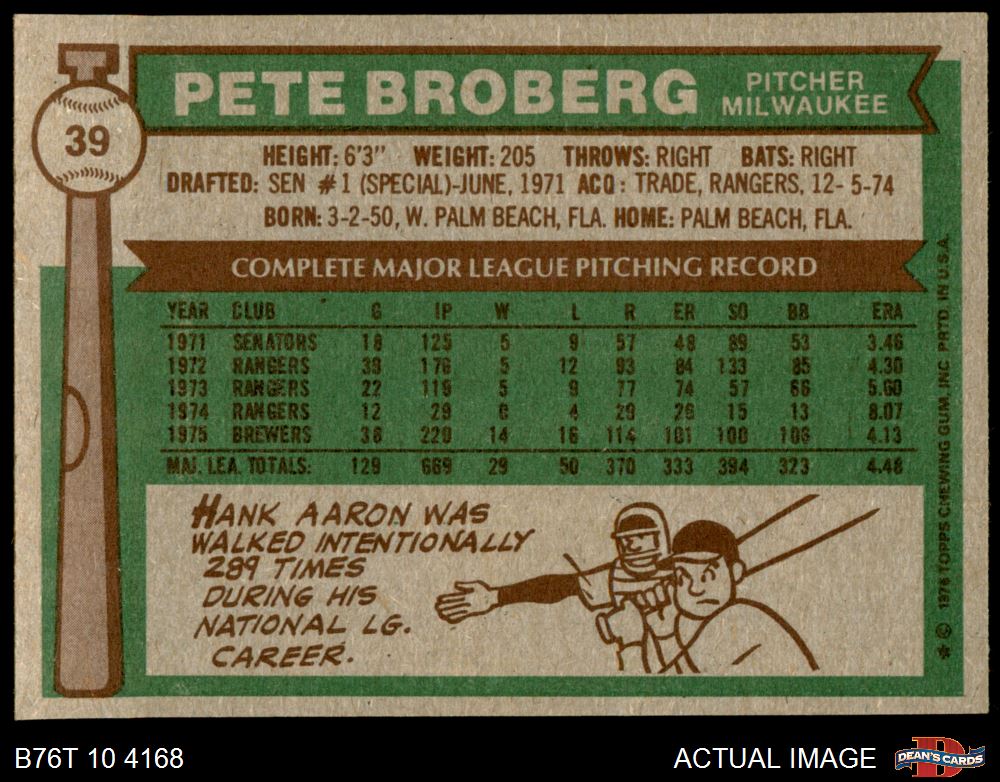 39
PETE BROBERG
PITCHER
MILWAUKEE
HEIGHT: 6'3" WEIGHT: 205 THROWS: RIGHT BATS: RIGHT
DRAFTED: SEN #1 (SPECIAL)-JUNE, 1971 ACQ: TRADE, RANGERS, 12- 5-74
BORN: 3-2-50, W. PALM BEACH, FLA. HOME: PALM BEACH, FLA.
COMPLETE MAJOR LEAGUE PITCHING RECORD
YEAR CLUB G IP W L R ER SO BB ERA
1971 SENATORS 18 125 5 9 57 48 89 53 3.46
1972 RANGERS 39 176 5 12 93 84 133 85 4.30
1973 RANGERS 22 119 5 9 77 74 57 66 5.60
1974 RANGERS 12 29 0 4 29 26 15 13 8.07
1975 BREWERS 38 220 14 16 114 101 100 106 4.13
MAJ. LEA. TOTALS: 129 669 29 50 370 333 394 323 4.48
HANK AARON WAS
WALKED INTENTIONALLY
289 TIMES
DURING HIS
NATIONAL LG.
CAREER.
* © 1976 TOPPS CHEWING GUM, INC. PRTD. IN U.S.A.
B76T 10 4168
ACTUAL IMAGE
D
DEAN'S CARDS